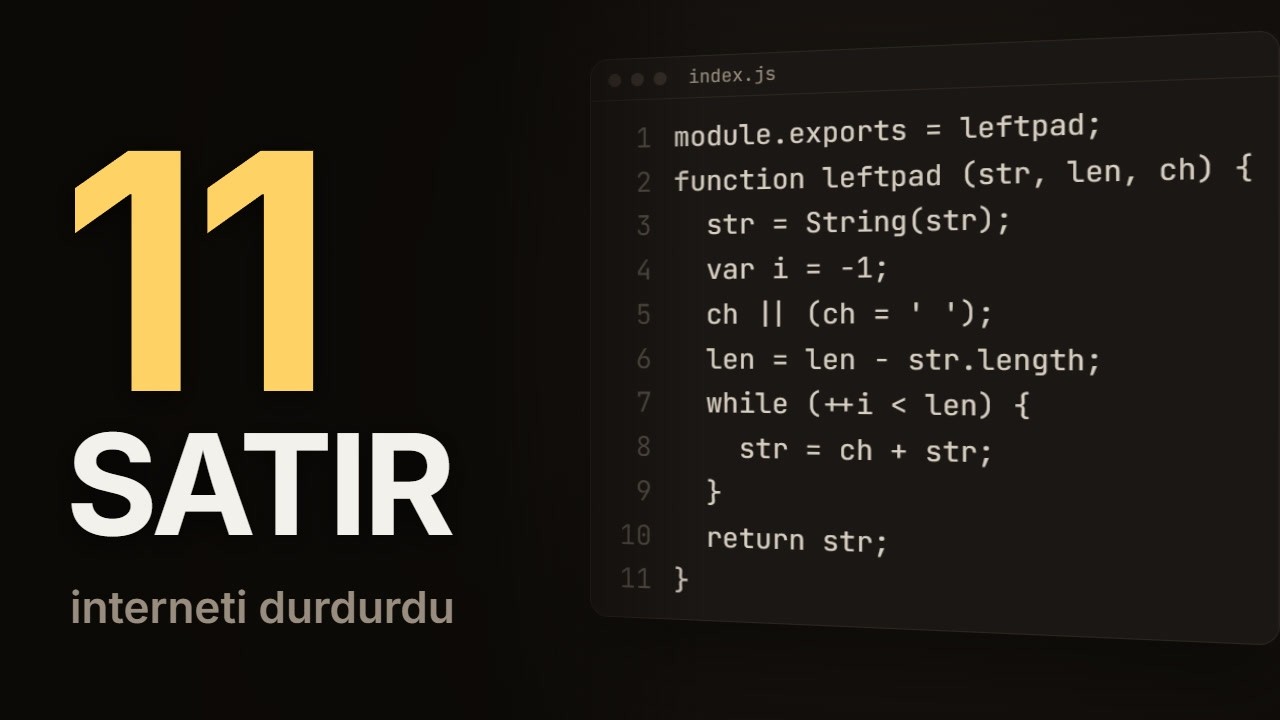 11
SATIR
interneti durdurdu
index.js
1 module.exports = leftpad;
2 function leftpad (str, len, ch) {
3 str = String(str);
4 var i = -1;
5 ch || (ch = ' ');
6 len = len - str.length;
7 while (++i < len) {
8 str = ch + str;
9 }
10 return str;
11 }